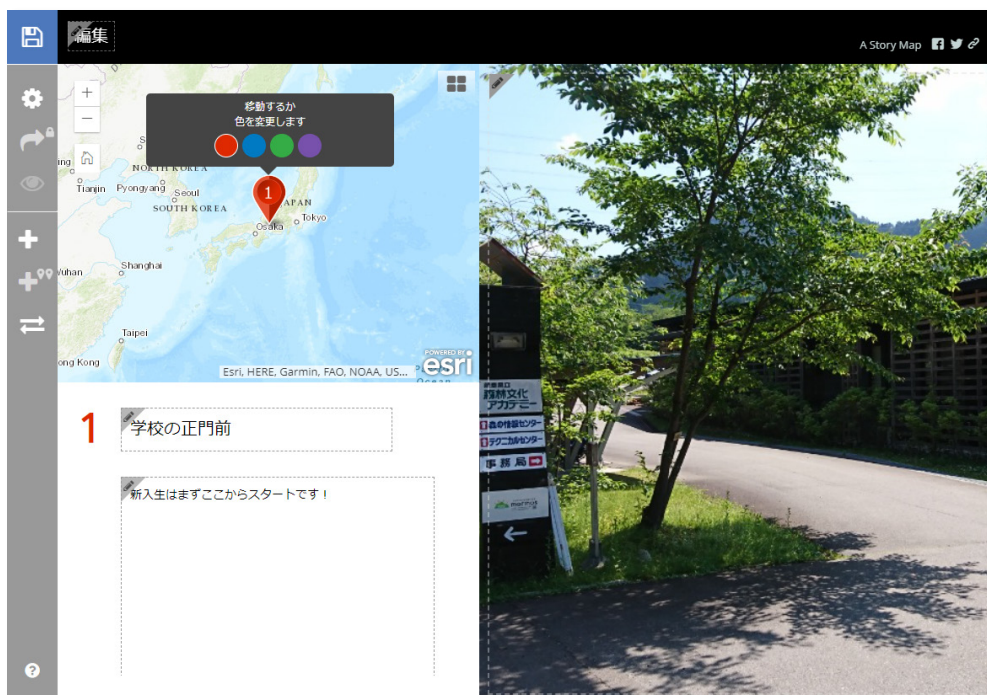 編集
A Story Map
移動するか
色を変更します
NORTH KOREA
Tianjin
Pyongyang
Seoul
SOUTH KOREA
JAPAN
Tokyo
Osaka
1
Shanghai
Taipei
ong Kong
Esri, HERE, Garmin, FAO, NOAA, US...
POWERED BY
esri
1
学校の正門前
新入生はまずここからスタートです！
森林文化
アカデミー
森の情報センター
テクニカルセンター
事務局
morinos